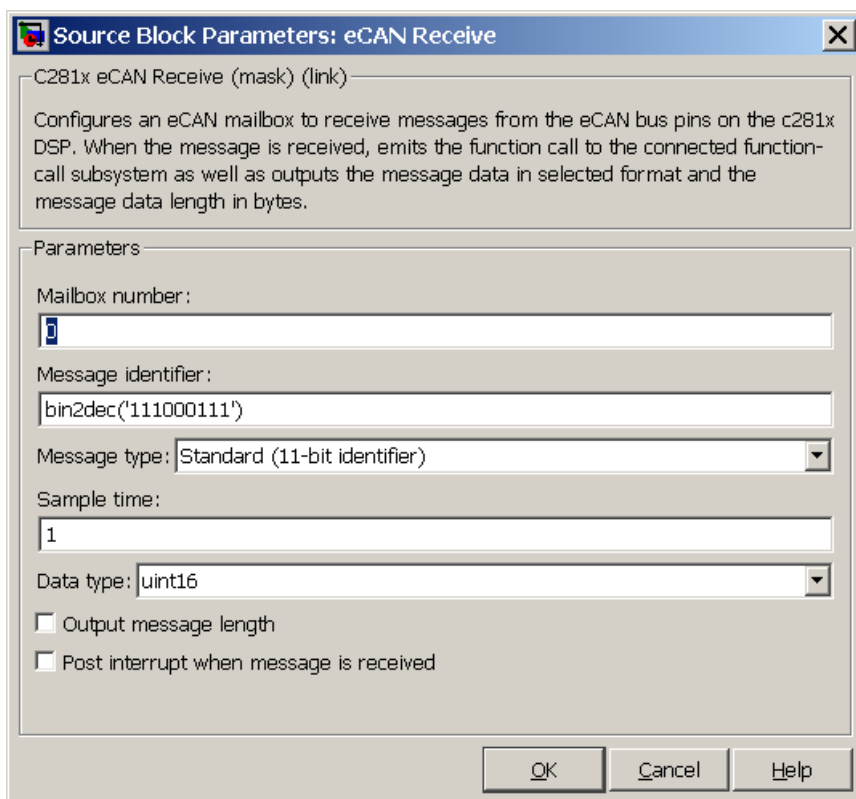 Source Block Parameters: eCAN Receive
C281x eCAN Receive (mask) (link)
Configures an eCAN mailbox to receive messages from the eCAN bus pins on the c281x
DSP. When the message is received, emits the function call to the connected function-
call subsystem as well as outputs the message data in selected format and the
message data length in bytes.
Parameters
Mailbox number:
0
Message identifier:
bin2dec('111000111')
Message type: Standard (11-bit identifier)
Sample time:
1
Data type: uint16
Output message length
Post interrupt when message is received
OK Cancel Help